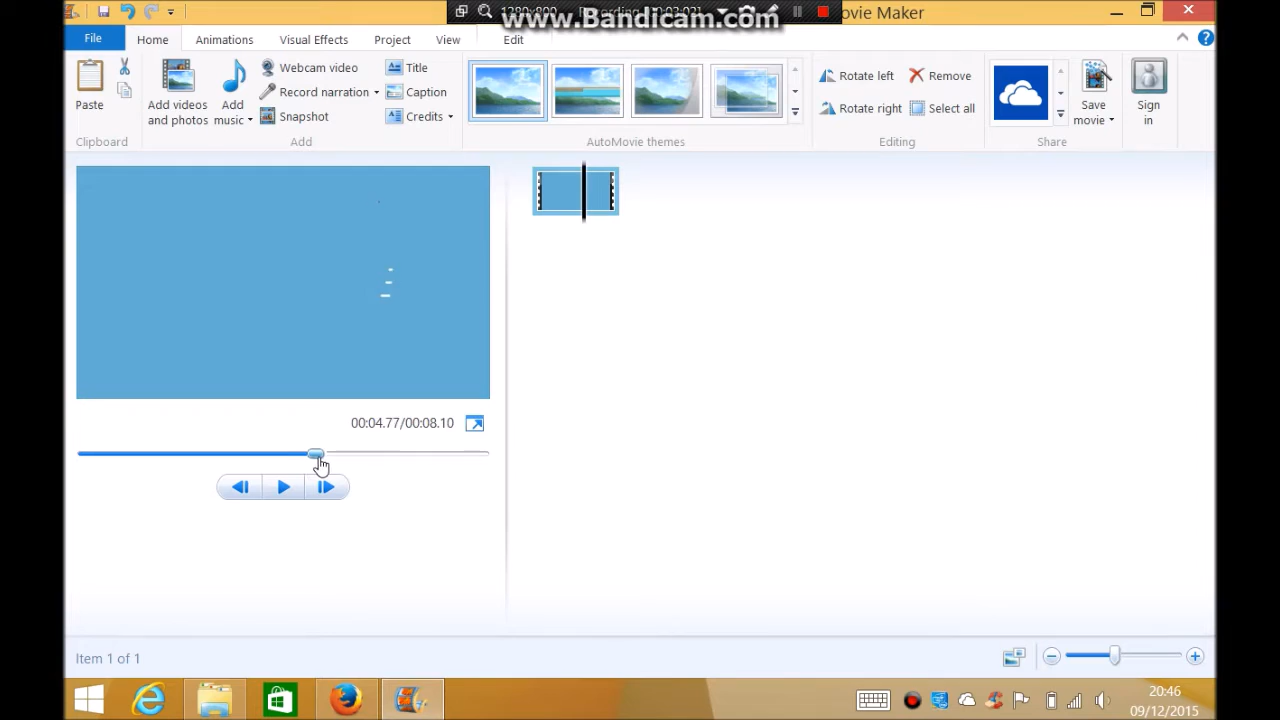 1280x800
www.Bandicam.com
ovie Maker
File
Home
Animations
Visual Effects
Project
View
Edit
Paste
Add videos and photos
Add music
Webcam video
Record narration
Snapshot
Title
Caption
Credits
Rotate left
Rotate right
Remove
Select all
Save movie
Sign in
Clipboard
Add
AutoMovie themes
Editing
Share
00:04.77/00:08.10
Item 1 of 1
20:46
09/12/2015